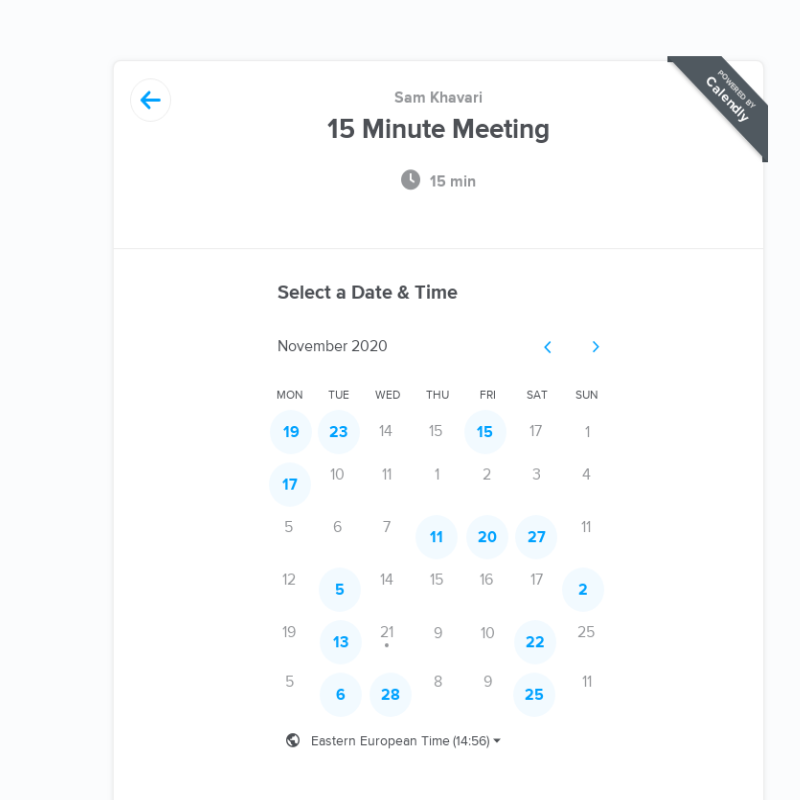 POWERED BY
Calendly
Sam Khavari
15 Minute Meeting
15 min
Select a Date & Time
November 2020
MON TUE WED THU FRI SAT SUN
19 23 14 15 15 17 1
17 10 11 1 2 3 4
5 6 7 11 20 27 11
12 5 14 15 16 17 2
19 13 21 9 10 22 25
5 6 28 8 9 25 11
Eastern European Time (14:56)